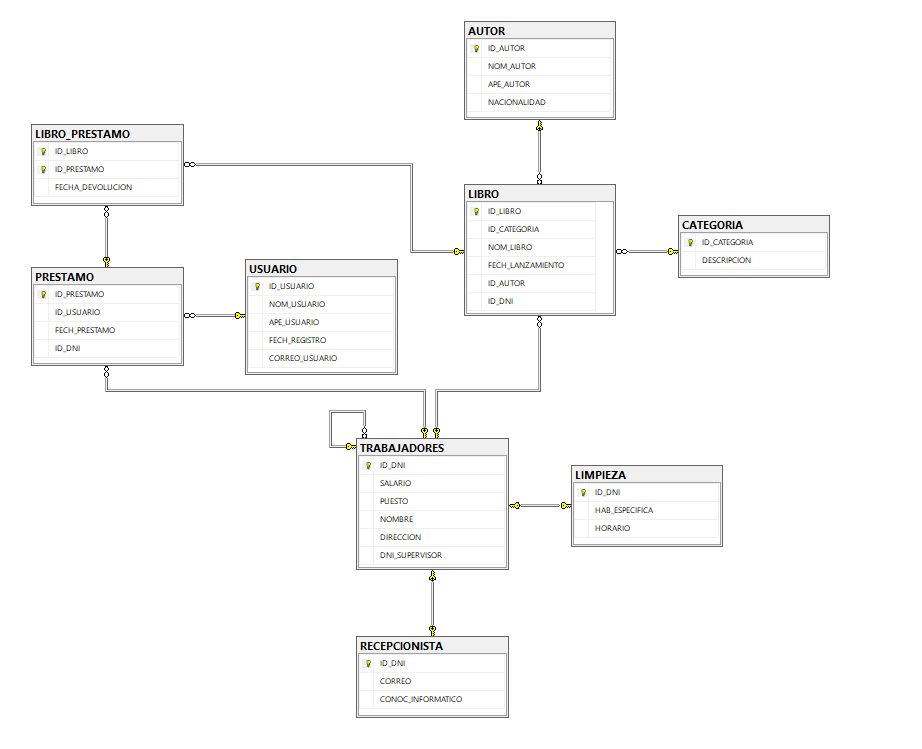 AUTOR
ID_AUTOR
NOM_AUTOR
APE_AUTOR
NACIONALIDAD
LIBRO_PRESTAMO
ID_LIBRO
ID_PRESTAMO
FECHA_DEVOLUCION
LIBRO
ID_LIBRO
ID_CATEGORIA
NOM_LIBRO
FECH_LANZAMIENTO
ID_AUTOR
ID_DNI
CATEGORIA
ID_CATEGORIA
DESCRIPCION
PRESTAMO
ID_PRESTAMO
ID_USUARIO
FECH_PRESTAMO
ID_DNI
USUARIO
ID_USUARIO
NOM_USUARIO
APE_USUARIO
FECH_REGISTRO
CORREO_USUARIO
TRABAJADORES
ID_DNI
SALARIO
PUESTO
NOMBRE
DIRECCION
DNI_SUPERVISOR
LIMPIEZA
ID_DNI
HAB_ESPECIFICA
HORARIO
RECEPCIONISTA
ID_DNI
CORREO
CONOC_INFORMATICO